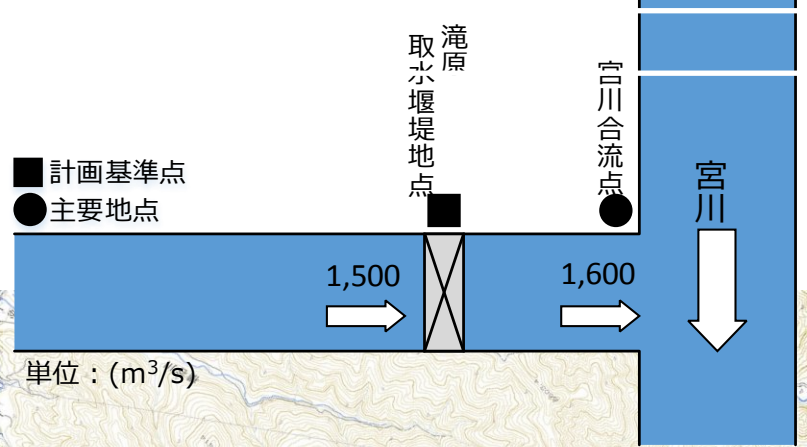 滝原
取水堰堤地点
宮川合流点
■計画基準点
●主要地点
宮川
1,500
1,600
単位：(m³/s)